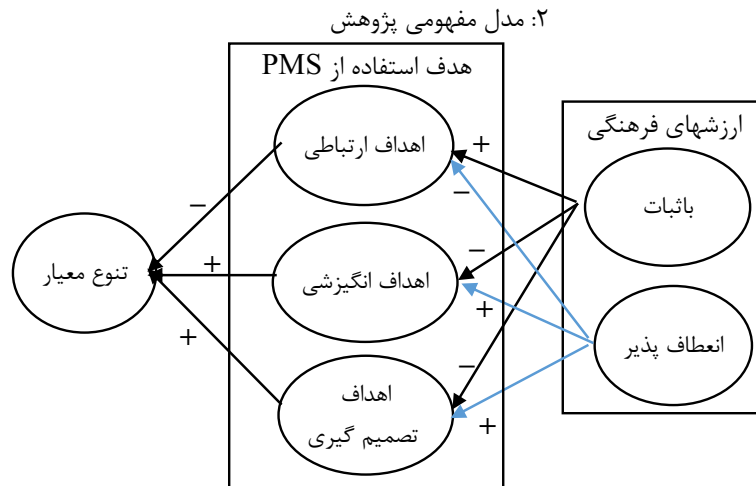 ۲: مدل مفهومی پژوهش
هدف استفاده از PMS
ارزشهای فرهنگی
اهداف ارتباطی
+
باثبات
−
−
تنوع معیار
+
−
اهداف انگیزشی
+
انعطاف پذیر
+
−
اهداف
تصمیم گیری
+